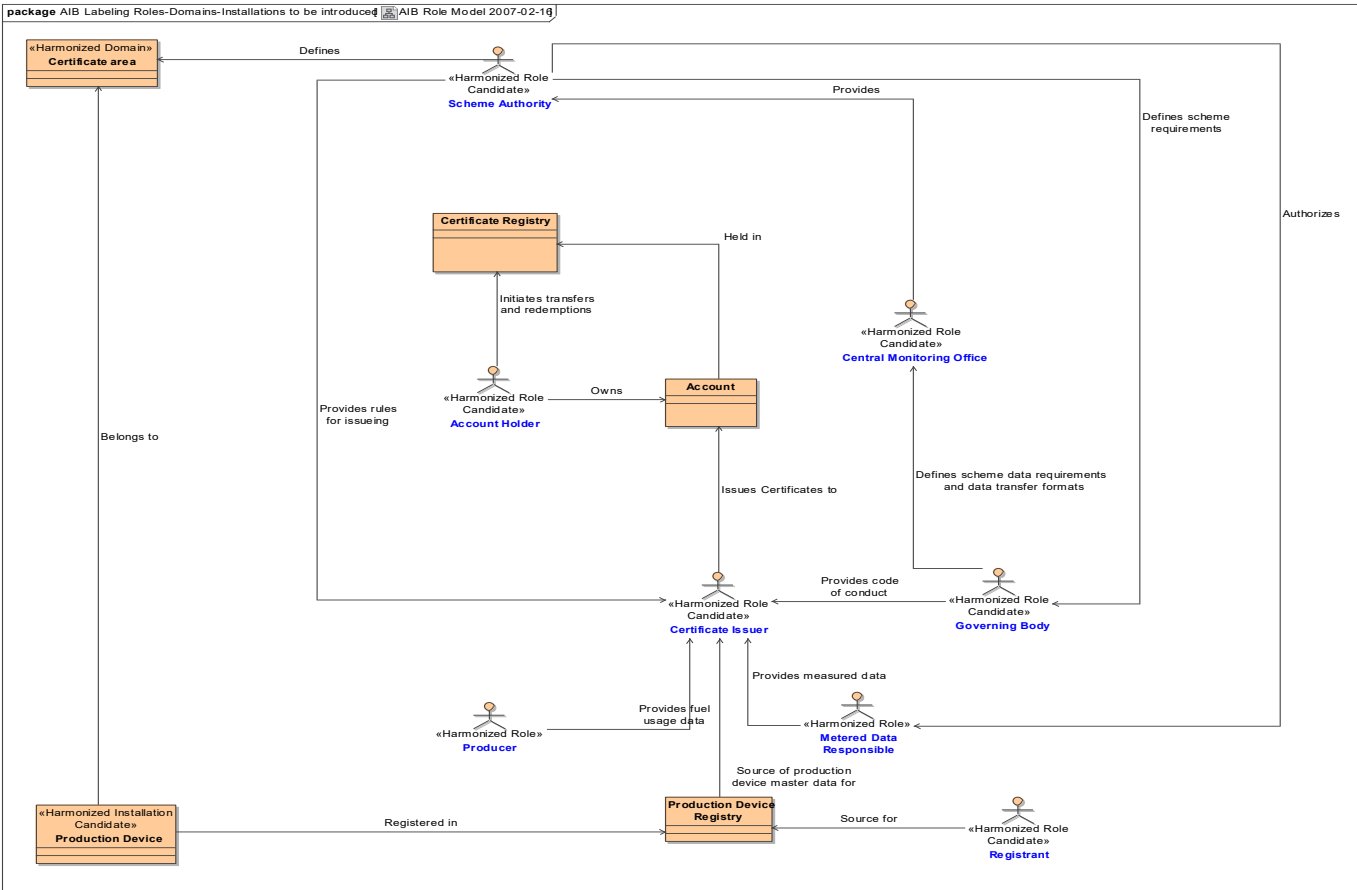 package AIB Labeling Roles-Domains-Installations to be introduced[ AIB Role Model 2007-02-16]
«Harmonized Domain»
Certificate area
Defines
«Harmonized Role
Candidate»
Scheme Authority
Provides
Defines scheme
requirements
Authorizes
Certificate Registry
Held in
Initiates transfers
and redemptions
«Harmonized Role
Candidate»
Central Monitoring Office
«Harmonized Role
Candidate»
Account Holder
Owns
Account
Provides rules
for issueing
Belongs to
Defines scheme data requirements
and data transfer formats
Issues Certificates to
«Harmonized Role
Candidate»
Certificate Issuer
Provides code
of conduct
«Harmonized Role
Candidate»
Governing Body
Provides measured data
Provides fuel
usage data
«Harmonized Role»
Producer
«Harmonized Role»
Metered Data
Responsible
Source of production
device master data for
«Harmonized Installation
Candidate»
Production Device
Registered in
Production Device
Registry
Source for
«Harmonized Role
Candidate»
Registrant